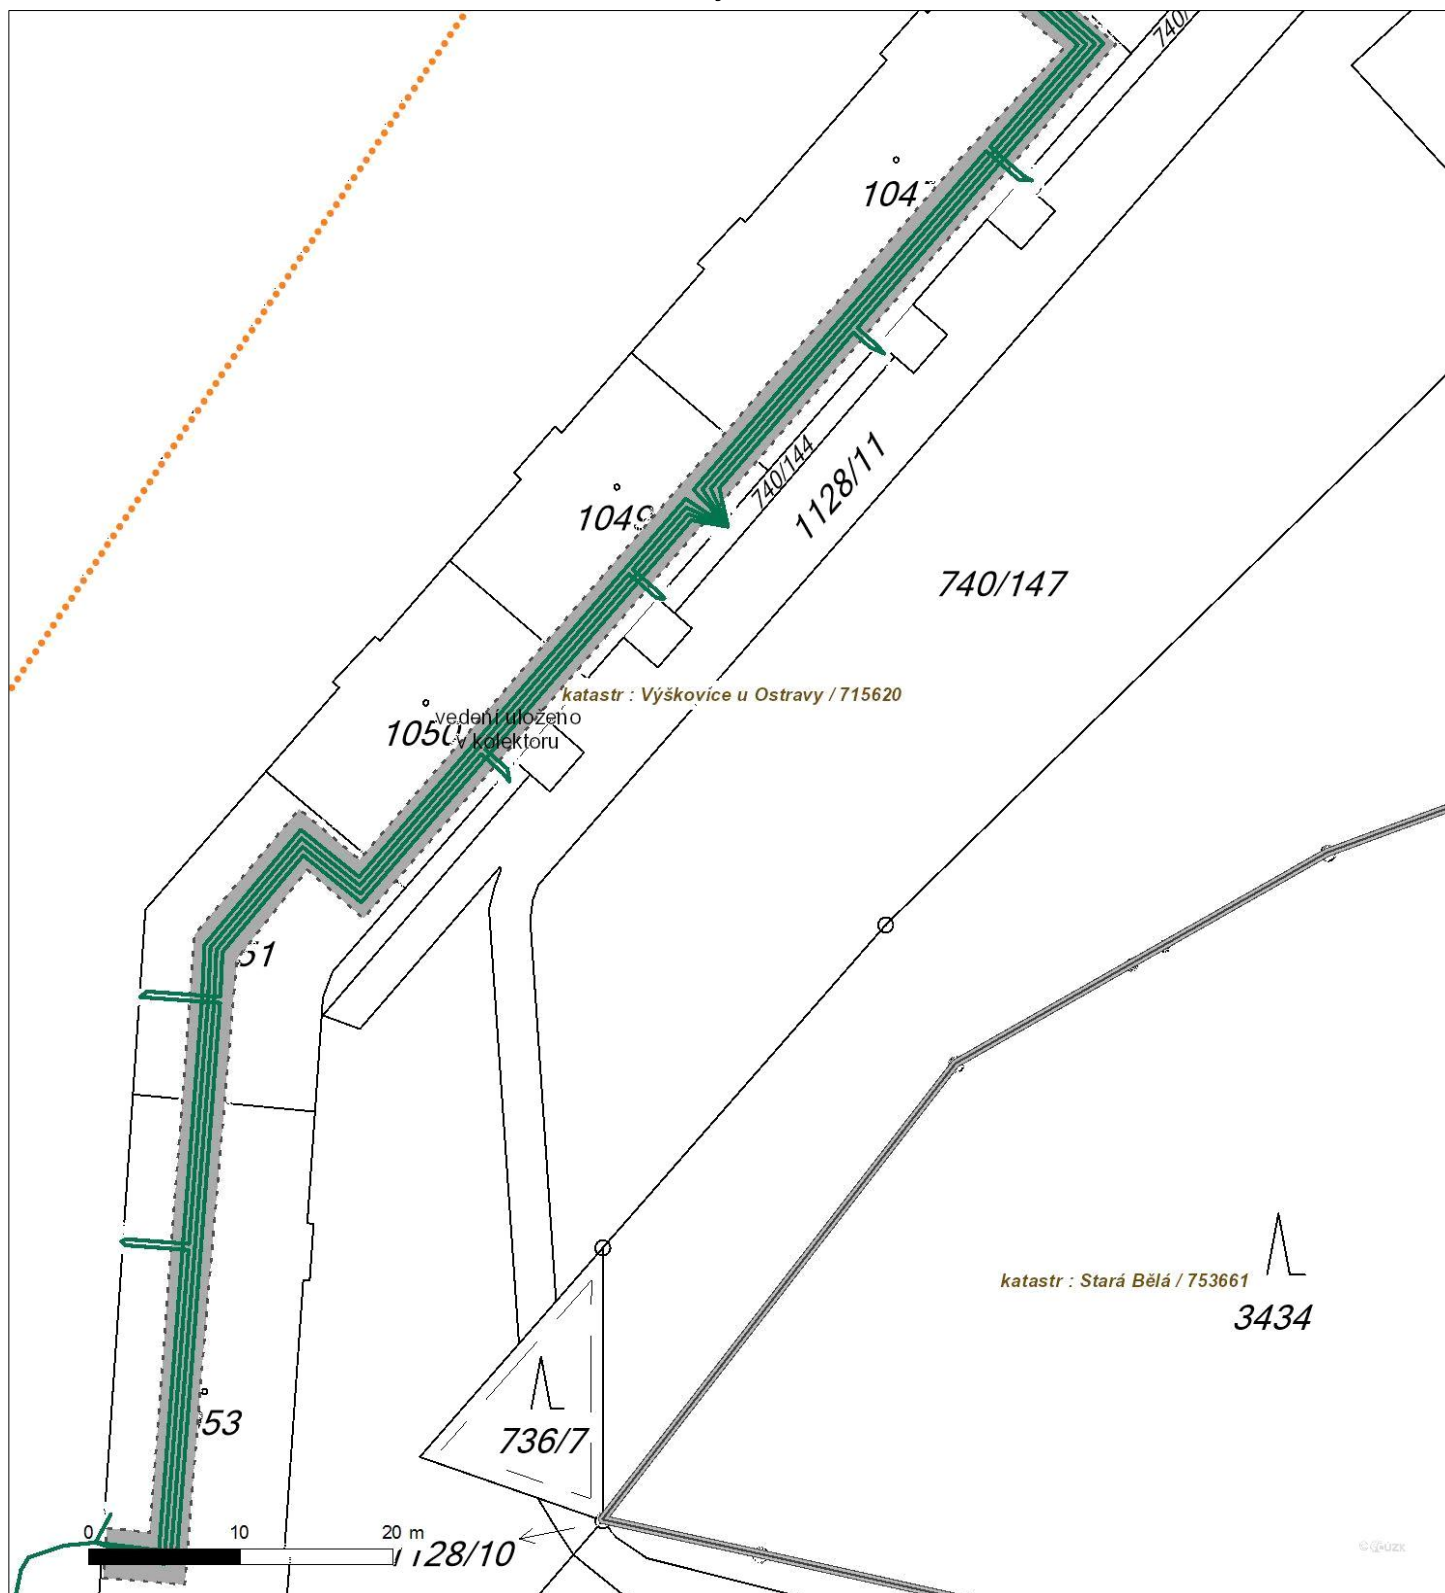 740/
104
740/144
1128/11
1049
740/147
katastr : Výškovice u Ostravy / 715620
vedení uloženo
v kolektoru
1050
51
katastr : Stará Bělá / 753661
3434
53
736/7
0 10 20 m
1128/10